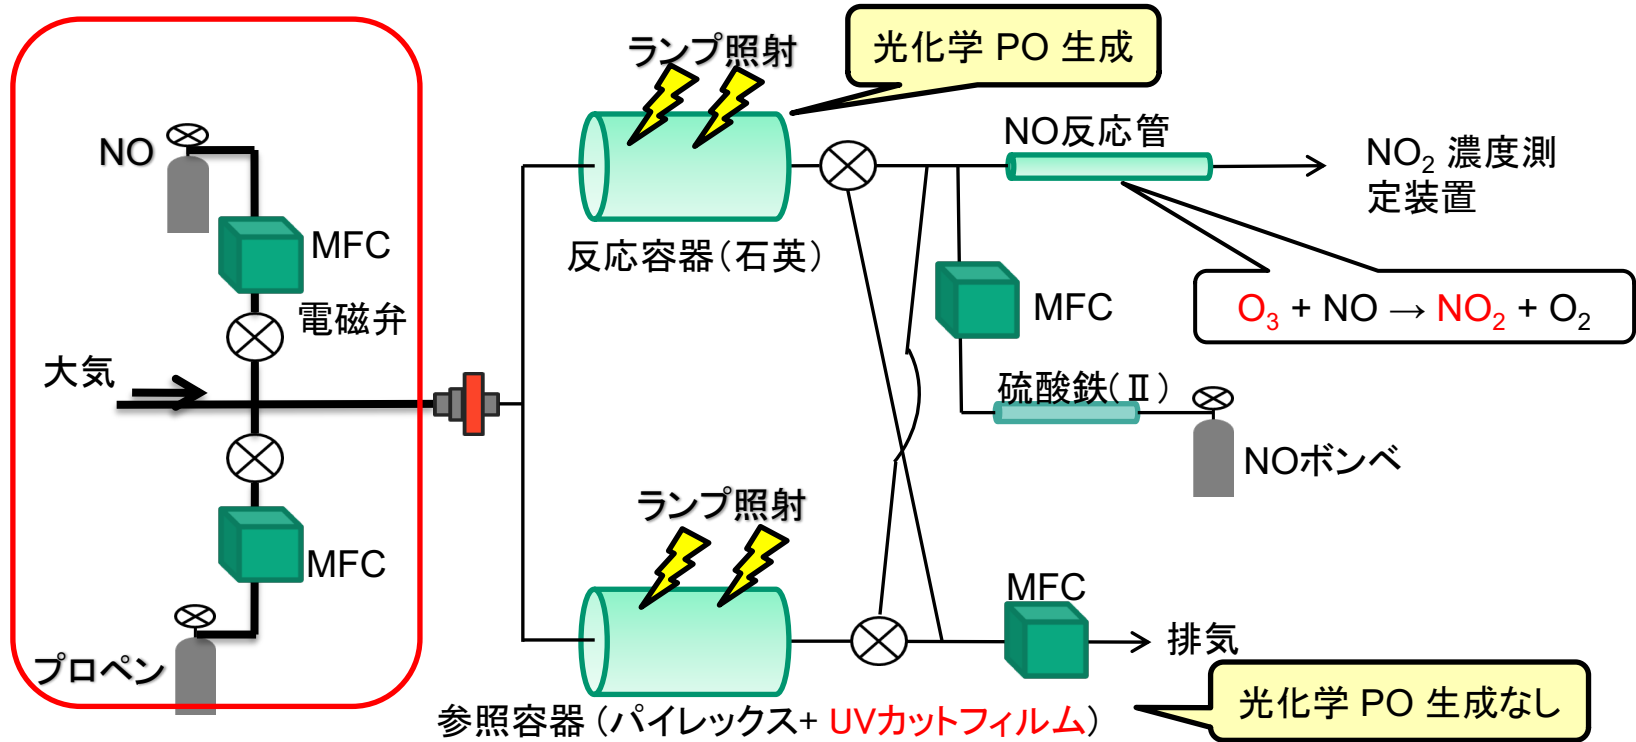 ランプ照射
光化学 PO 生成
NO反応管
NO
NO₂ 濃度測
定装置
MFC
反応容器(石英)
電磁弁
MFC
O₃ + NO → NO₂ + O₂
大気
硫酸鉄(Ⅱ)
NOボンベ
ランプ照射
MFC
MFC
排気
プロペン
参照容器 (パイレックス+ UVカットフィルム)
光化学 PO 生成なし